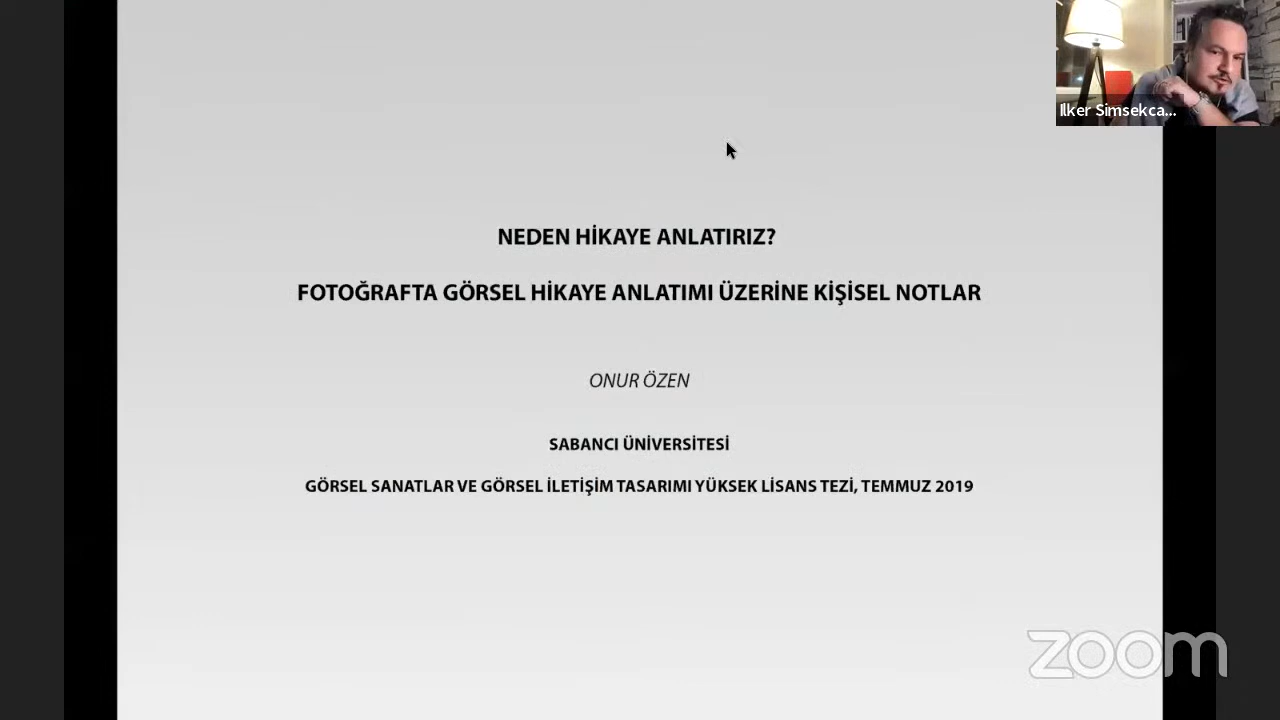 Ilker Simsekca...
NEDEN HİKAYE ANLATIRIZ?
FOTOĞRAFTA GÖRSEL HİKAYE ANLATIMI ÜZERİNE KİŞİSEL NOTLAR
ONUR ÖZEN
SABANCI ÜNİVERSİTESİ
GÖRSEL SANATLAR VE GÖRSEL İLETİŞİM TASARIMI YÜKSEK LİSANS TEZİ, TEMMUZ 2019
zoom